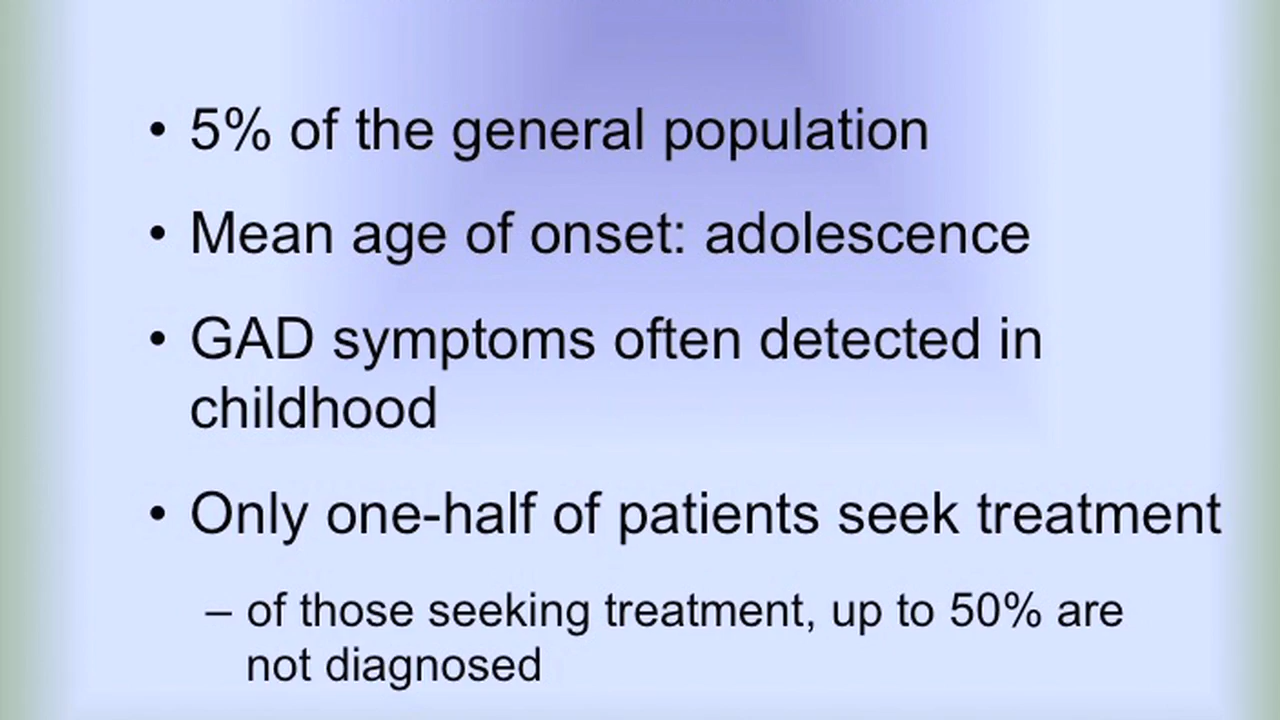 • 5% of the general population
• Mean age of onset: adolescence
• GAD symptoms often detected in
childhood
• Only one-half of patients seek treatment
– of those seeking treatment, up to 50% are
not diagnosed